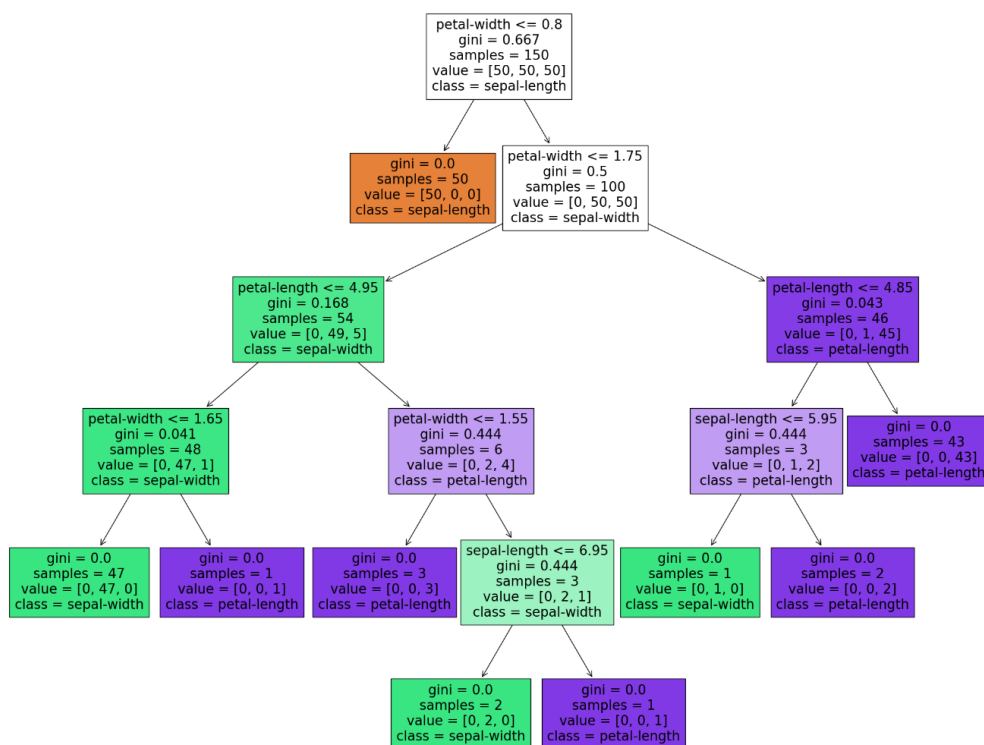 petal-width <= 0.8
gini = 0.667
samples = 150
value = [50, 50, 50]
class = sepal-length
gini = 0.0
samples = 50
value = [50, 0, 0]
class = sepal-length
petal-width <= 1.75
gini = 0.5
samples = 100
value = [0, 50, 50]
class = sepal-width
petal-length <= 4.95
gini = 0.168
samples = 54
value = [0, 49, 5]
class = sepal-width
petal-length <= 4.85
gini = 0.043
samples = 46
value = [0, 1, 45]
class = petal-length
petal-width <= 1.65
gini = 0.041
samples = 48
value = [0, 47, 1]
class = sepal-width
petal-width <= 1.55
gini = 0.444
samples = 6
value = [0, 2, 4]
class = petal-length
sepal-length <= 5.95
gini = 0.444
samples = 3
value = [0, 1, 2]
class = petal-length
gini = 0.0
samples = 43
value = [0, 0, 43]
class = petal-length
gini = 0.0
samples = 47
value = [0, 47, 0]
class = sepal-width
gini = 0.0
samples = 1
value = [0, 0, 1]
class = petal-length
gini = 0.0
samples = 3
value = [0, 0, 3]
class = petal-length
sepal-length <= 6.95
gini = 0.444
samples = 3
value = [0, 2, 1]
class = sepal-width
gini = 0.0
samples = 1
value = [0, 1, 0]
class = sepal-width
gini = 0.0
samples = 2
value = [0, 0, 2]
class = petal-length
gini = 0.0
samples = 2
value = [0, 2, 0]
class = sepal-width
gini = 0.0
samples = 1
value = [0, 0, 1]
class = petal-length